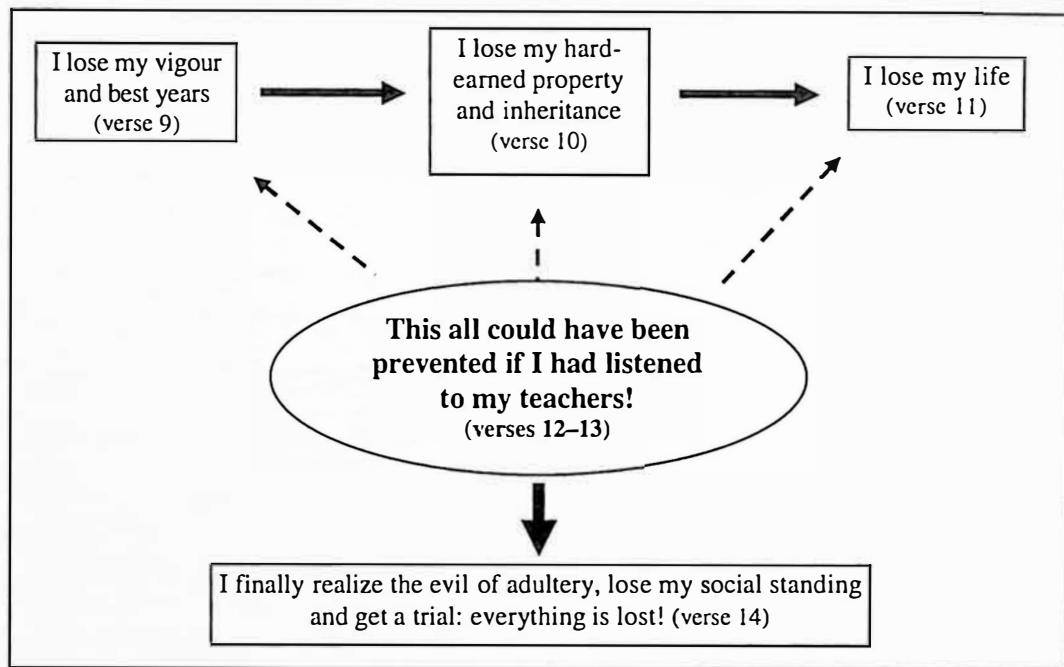 I lose my vigour
and best years
(verse 9)
I lose my hard-
earned property
and inheritance
(verse 10)
I lose my life
(verse 11)
This all could have been
prevented if I had listened
to my teachers!
(verses 12–13)
I finally realize the evil of adultery, lose my social standing
and get a trial: everything is lost! (verse 14)